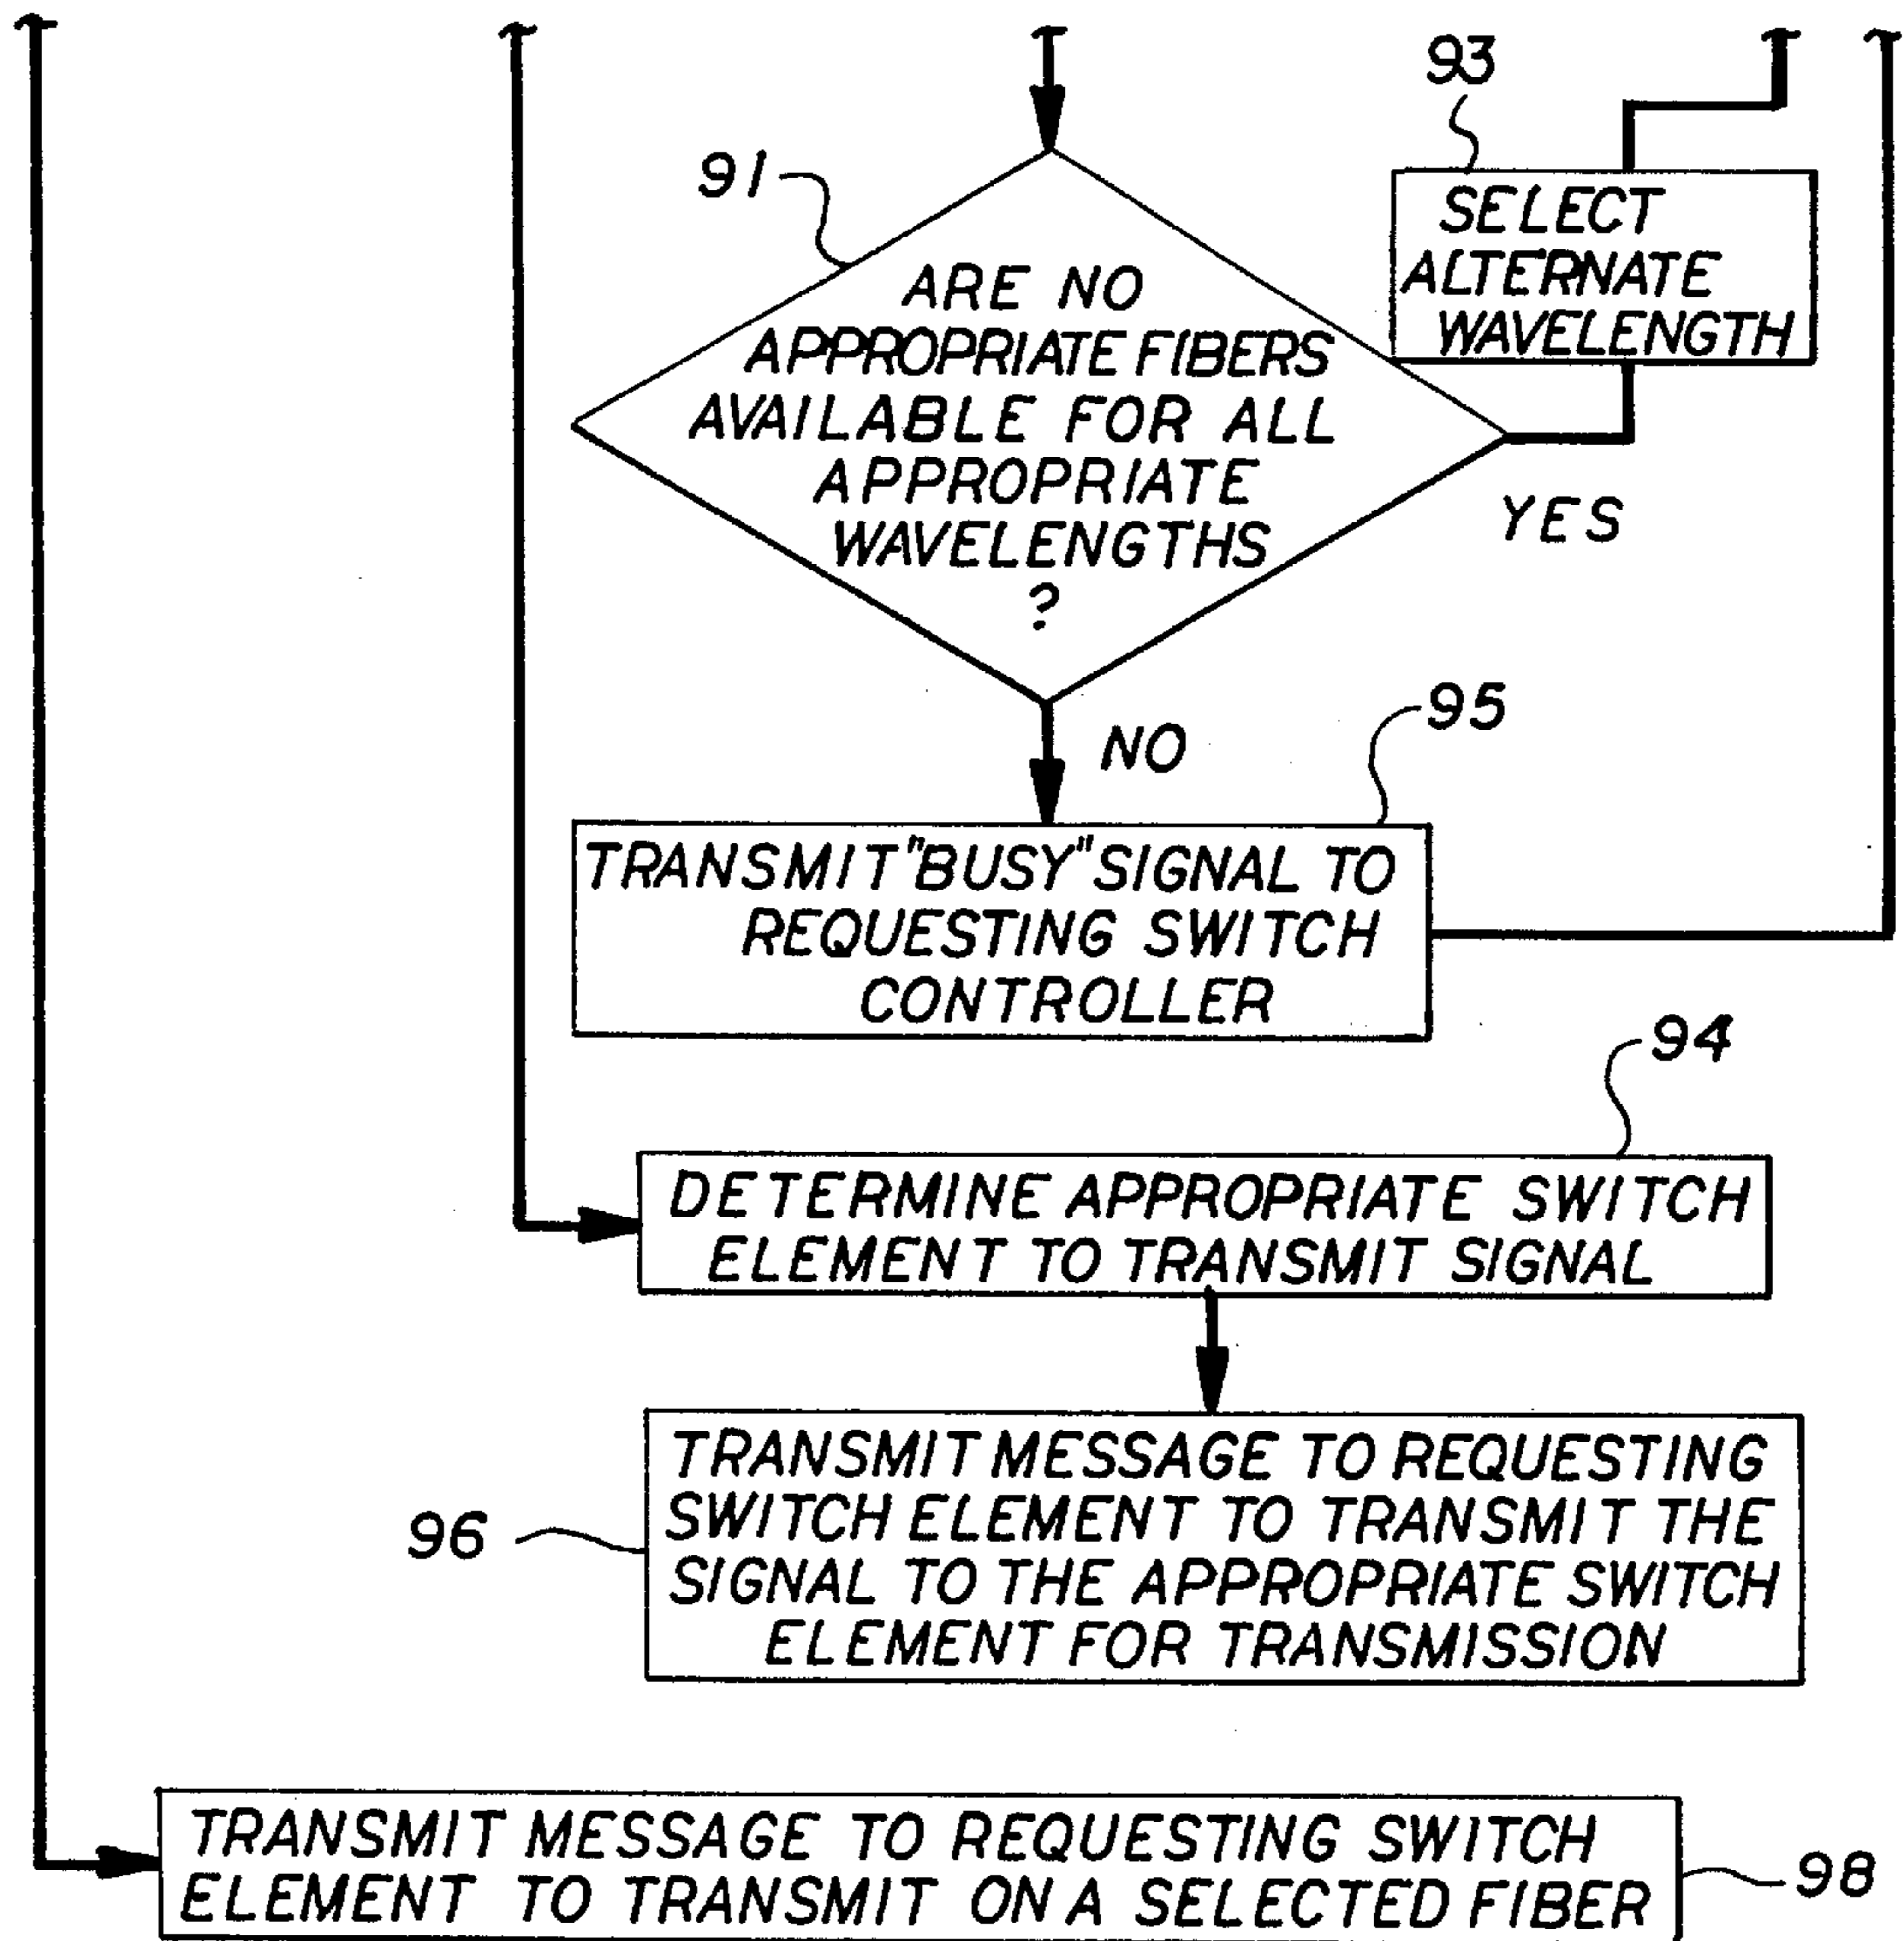 93
SELECT
ALTERNATE
WAVELENGTH
91
ARE NO
APPROPRIATE FIBERS
AVAILABLE FOR ALL
APPROPRIATE
WAVELENGTHS
?
YES
NO
95
TRANSMIT "BUSY" SIGNAL TO
REQUESTING SWITCH
CONTROLLER
94
DETERMINE APPROPRIATE SWITCH
ELEMENT TO TRANSMIT SIGNAL
96
TRANSMIT MESSAGE TO REQUESTING
SWITCH ELEMENT TO TRANSMIT THE
SIGNAL TO THE APPROPRIATE SWITCH
ELEMENT FOR TRANSMISSION
TRANSMIT MESSAGE TO REQUESTING SWITCH
ELEMENT TO TRANSMIT ON A SELECTED FIBER
98